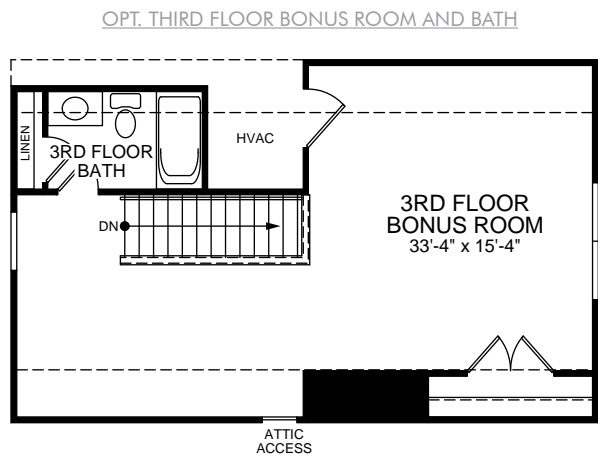 OPT. THIRD FLOOR BONUS ROOM AND BATH
LINEN
3RD FLOOR
BATH
HVAC
DN
3RD FLOOR
BONUS ROOM
33'-4" x 15'-4"
ATTIC
ACCESS